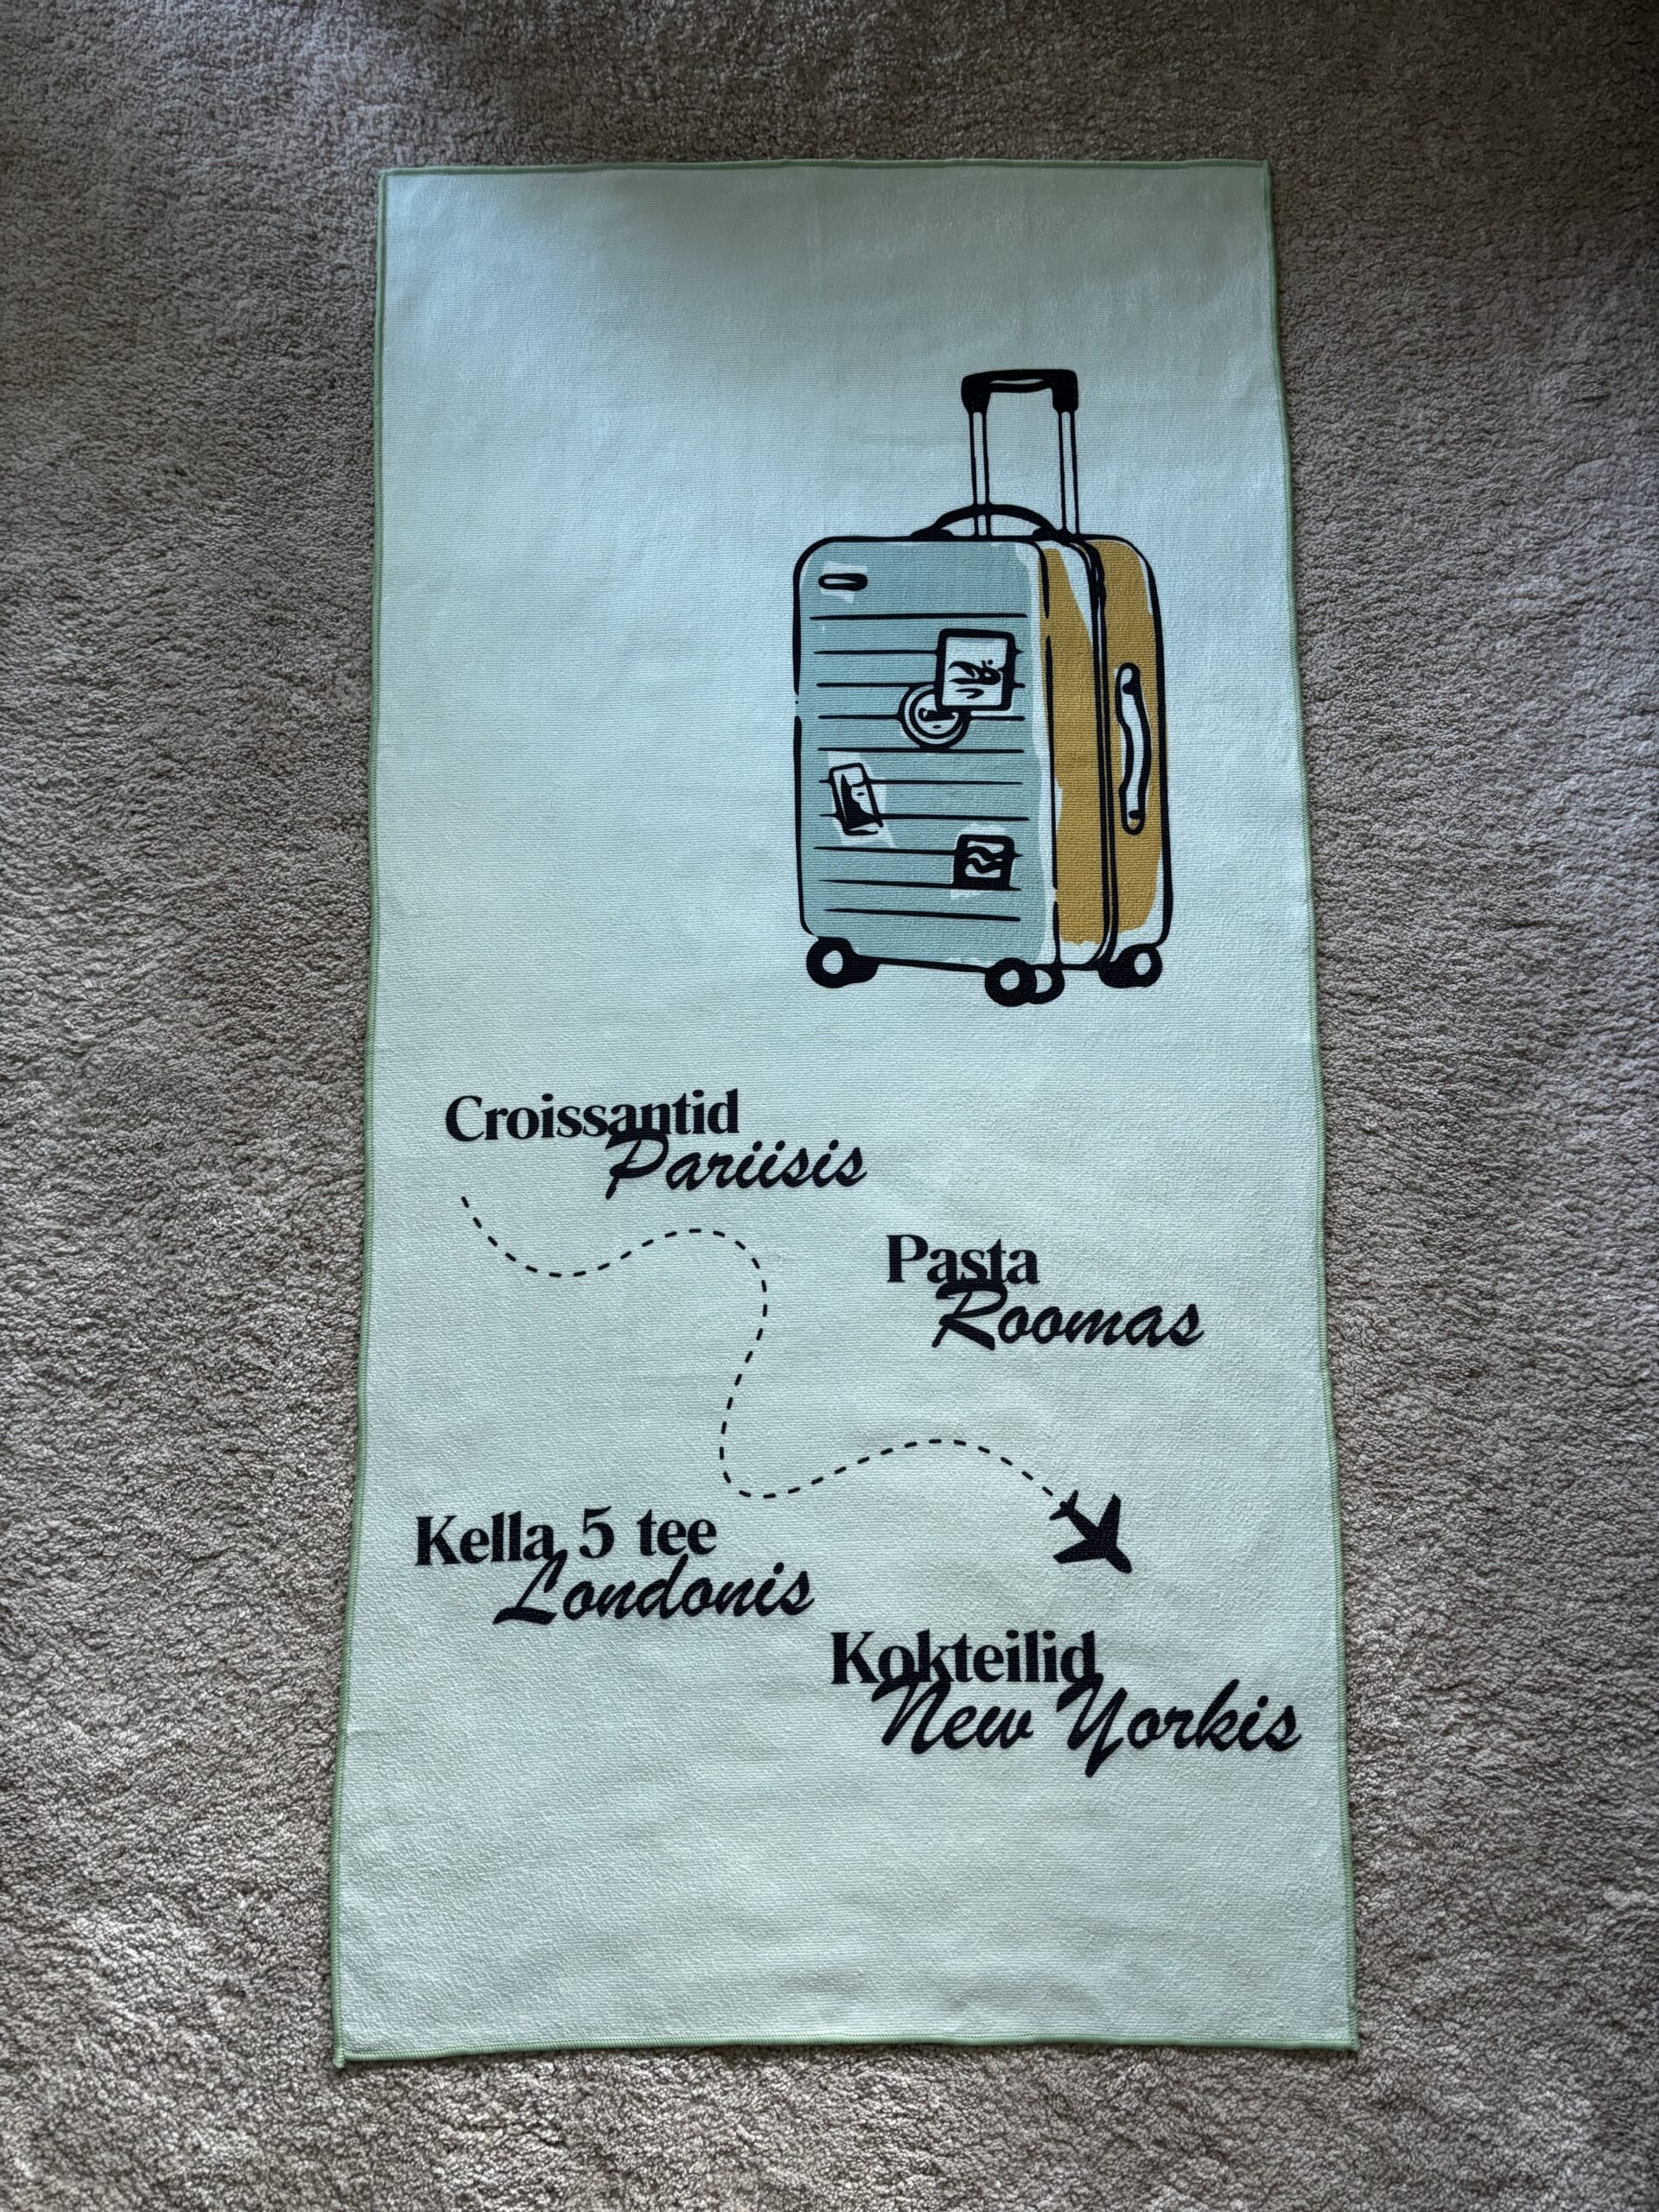 Croissantid
Pariisis
Pasta
Roomas
Kella 5 tee
Londonis
Kokteilid
New Yorkis